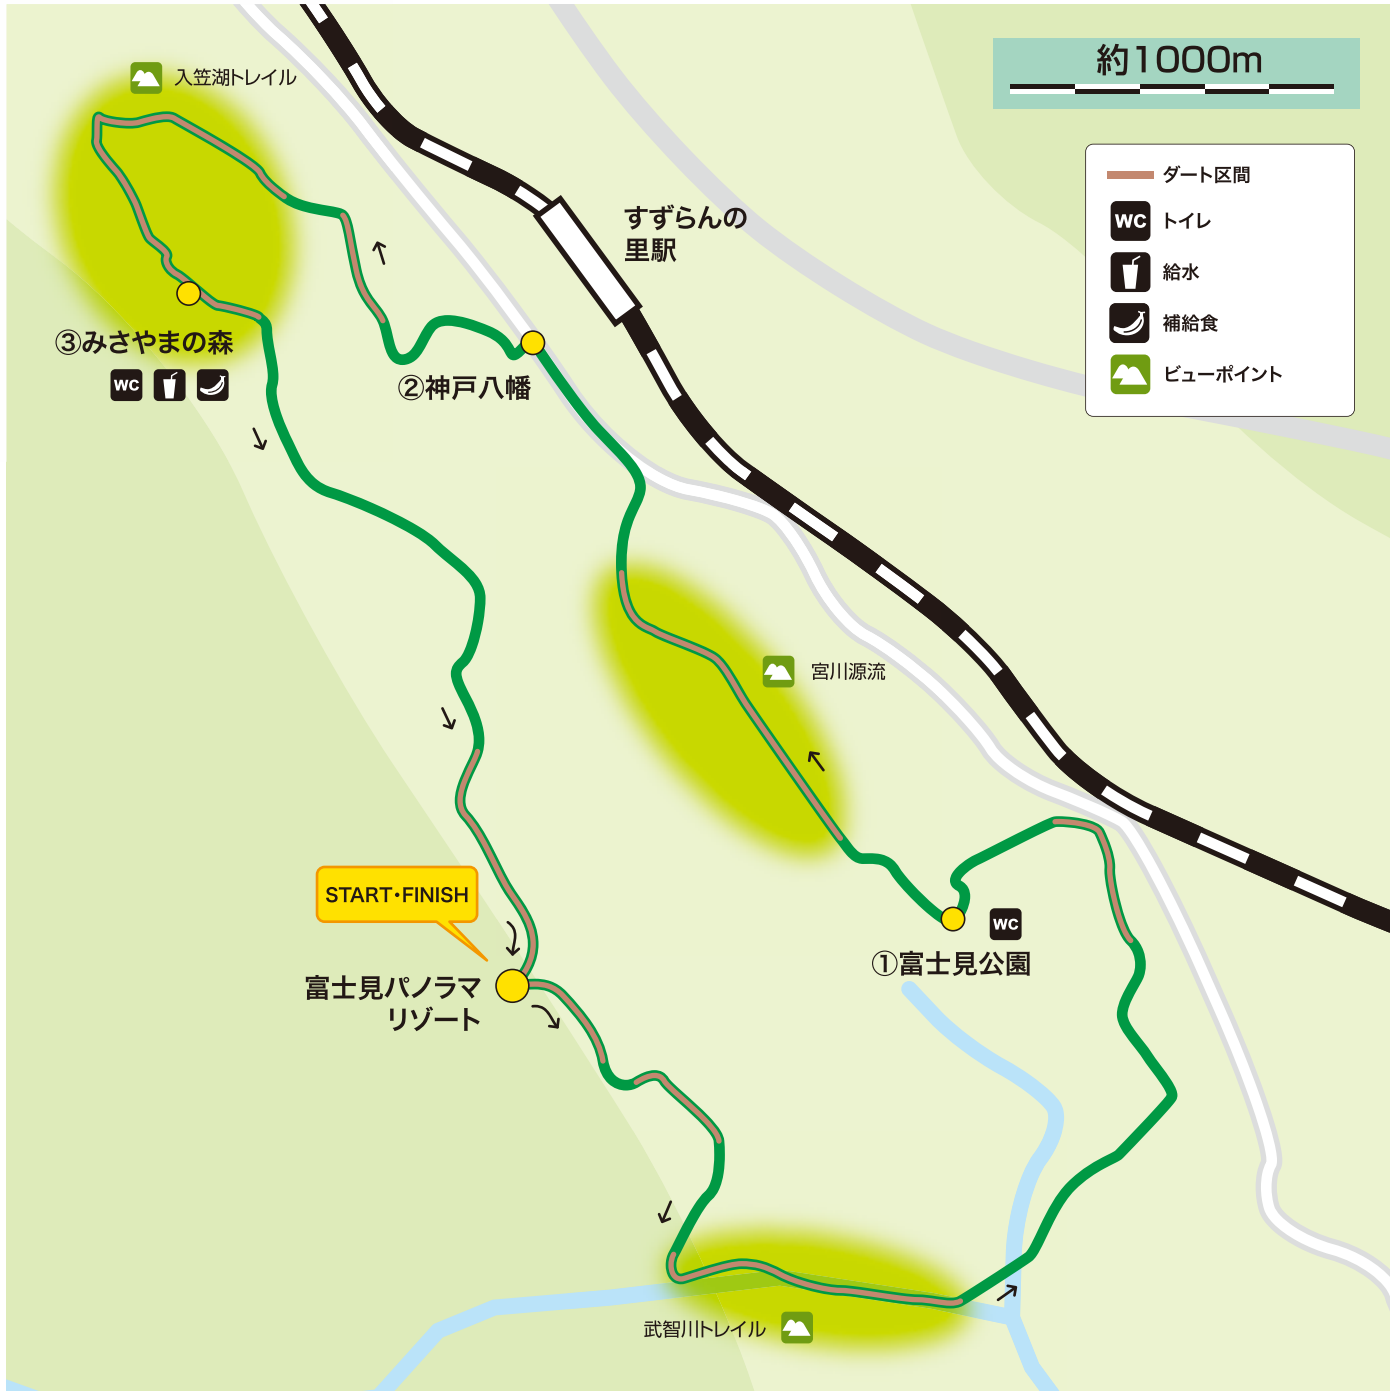 約1000m
入笠湖トレイル
ダート区間
WC
トイレ
給水
補給食
ビューポイント
すずらんの
里駅
③みさやまの森
WC
②神戸八幡
宮川源流
START・FINISH
富士見パノラマ
リゾート
WC
①富士見公園
武智川トレイル